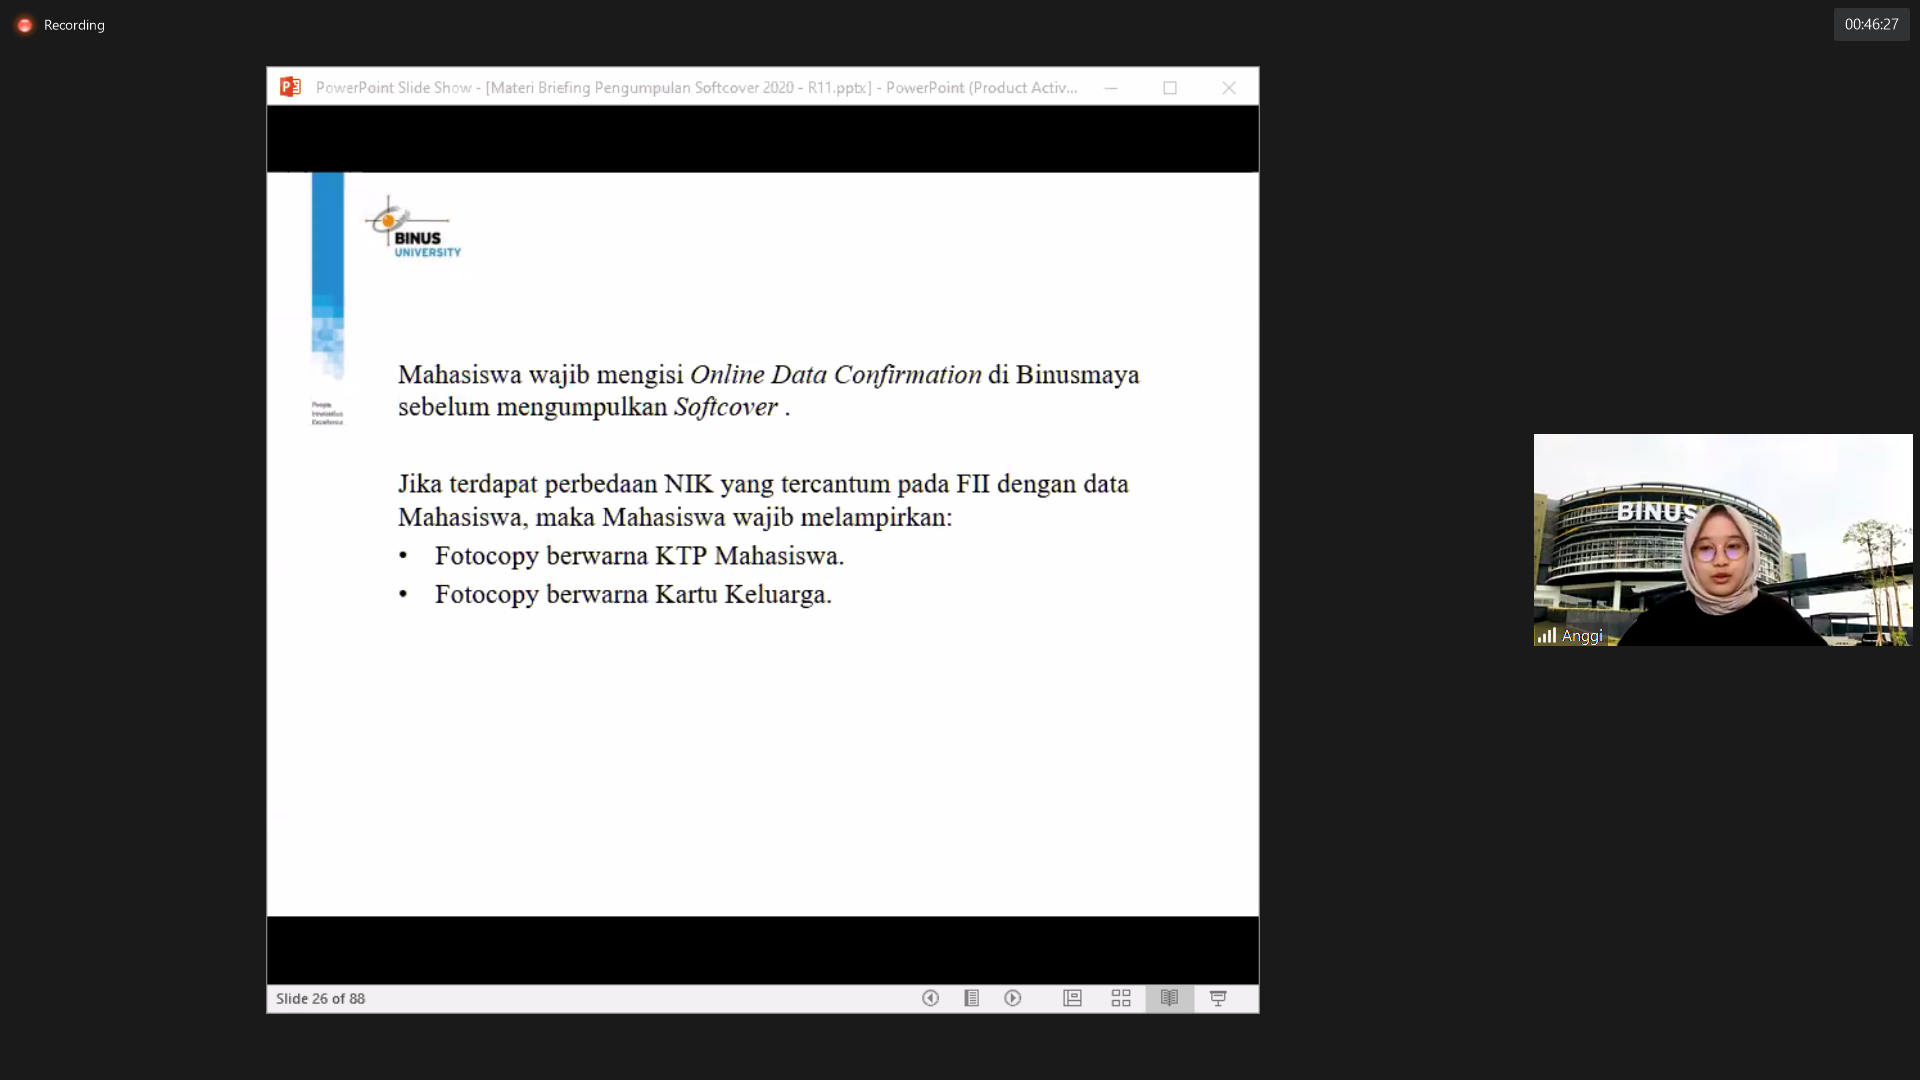 Recording
00:46:27
PowerPoint Slide Show - [Materi Briefing Pengumpulan Softcover 2020 - R11.pptx] - PowerPoint (Product Activ...
BINUS
UNIVERSITY
People
Innovation
Excellence
Mahasiswa wajib mengisi Online Data Confirmation di Binusmaya
sebelum mengumpulkan Softcover .
Jika terdapat perbedaan NIK yang tercantum pada FII dengan data
Mahasiswa, maka Mahasiswa wajib melampirkan:
• Fotocopy berwarna KTP Mahasiswa.
• Fotocopy berwarna Kartu Keluarga.
BINUS
Anggi
Slide 26 of 88